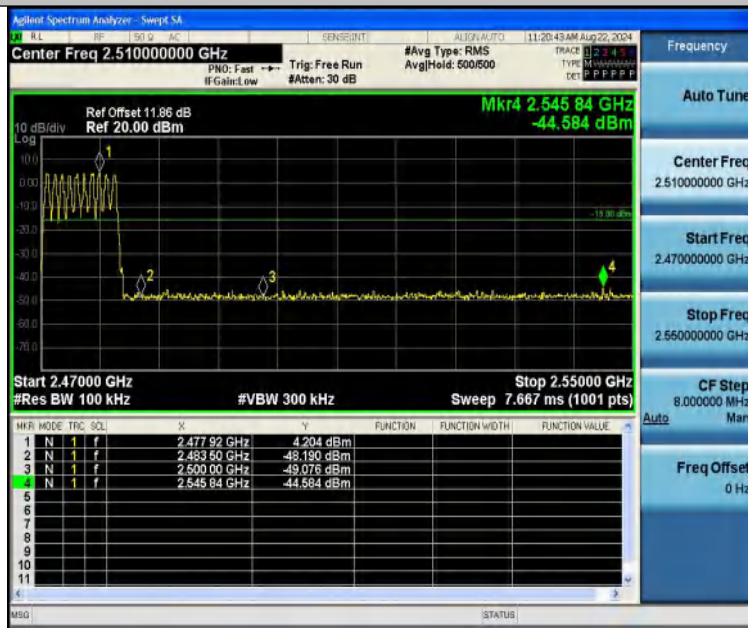 Agilent Spectrum Analyzer - Swept SA
RL RF 50 Ω AC SENSE:INT ALIGN AUTO 11:20:43 AM Aug 22, 2024
Center Freq 2.510000000 GHz
PNO: Fast
IFGain:Low
Trig: Free Run
#Atten: 30 dB
#Avg Type: RMS
Avg|Hold: 500/500
TRACE 1 2 3 4 5
TYPE M
DET P P P P P P
Ref Offset 11.86 dB
Ref 20.00 dBm
10 dB/div
Log
Mkr4 2.545 84 GHz
-44.584 dBm
10.0
0.00
-10.0
-20.0
-30.0
-40.0
-50.0
-60.0
-70.0
1
2
3
4
Start 2.47000 GHz Stop 2.55000 GHz
#Res BW 100 kHz #VBW 300 kHz Sweep 7.667 ms (1001 pts)
MKR MODE TRC SCL X Y FUNCTION FUNCTION WIDTH FUNCTION VALUE
1 N 1 f 2.477 92 GHz 4.204 dBm
2 N 1 f 2.483 50 GHz -48.190 dBm
3 N 1 f 2.500 00 GHz -49.076 dBm
4 N 1 f 2.545 84 GHz -44.584 dBm
5
6
7
8
9
10
11
MSG STATUS
Frequency
Auto Tune
Center Freq
2.510000000 GHz
Start Freq
2.470000000 GHz
Stop Freq
2.550000000 GHz
CF Step
8.000000 MHz
Auto Man
Freq Offset
0 Hz